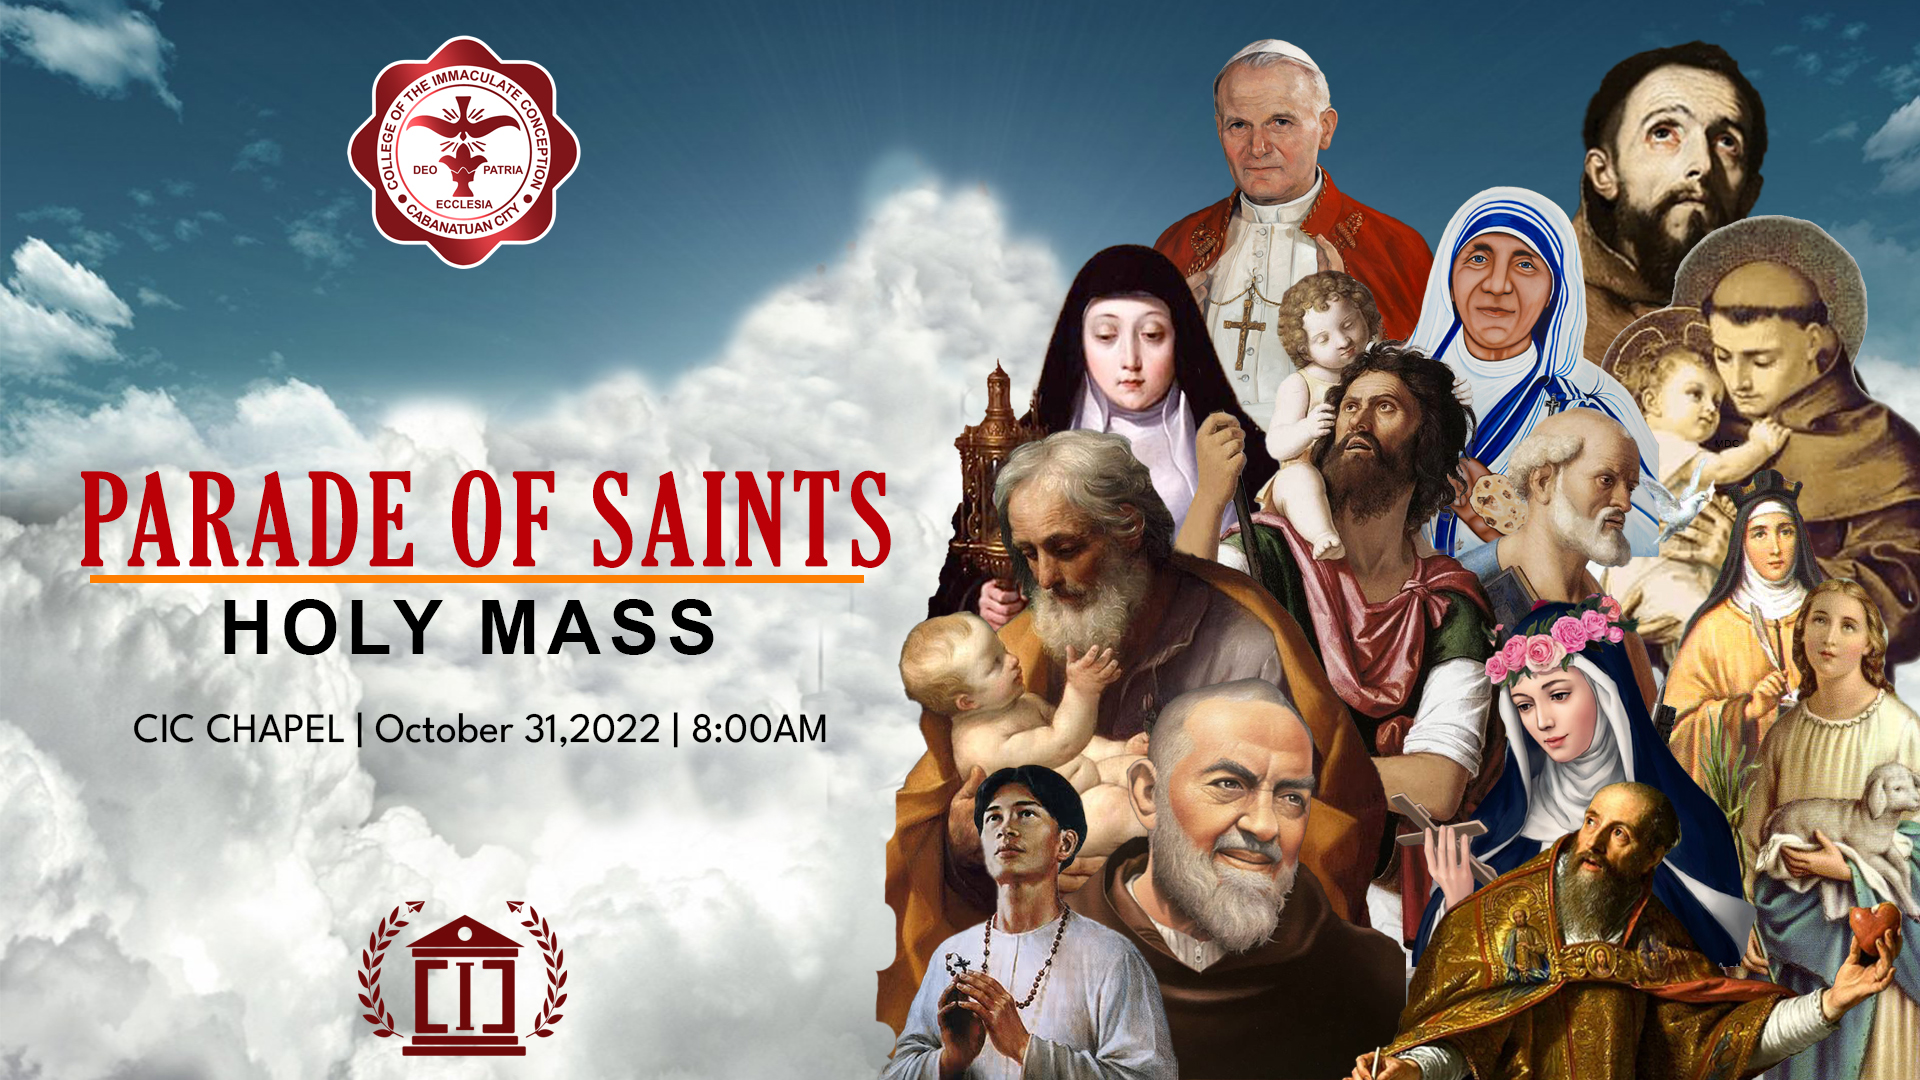 COLLEGE OF THE IMMACULATE CONCEPTION
DEO PATRIA
ECCLESIA
CABANATUAN CITY
PARADE OF SAINTS
HOLY MASS
CIC CHAPEL | October 31,2022 | 8:00AM
CIC